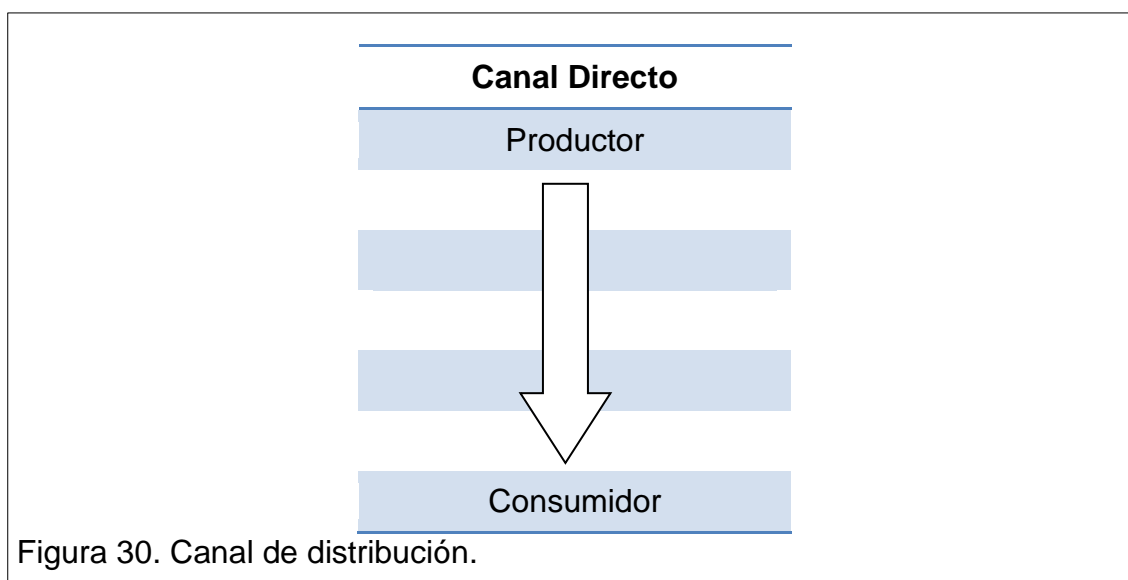 Canal Directo
Productor
Consumidor
Figura 30. Canal de distribución.